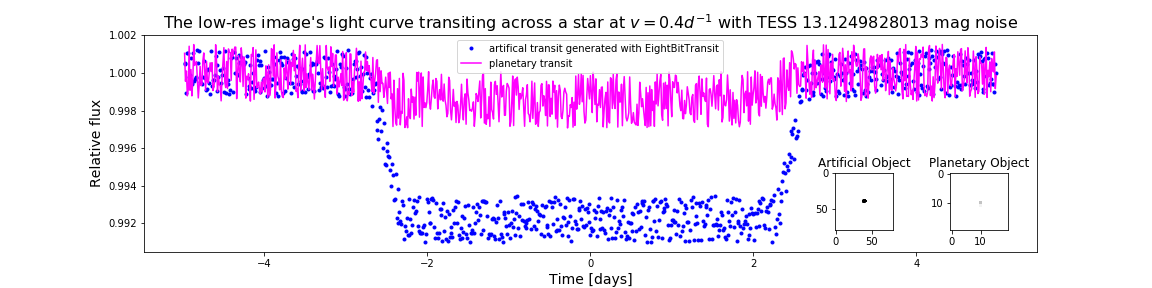 The low-res image's light curve transiting across a star at v = 0.4d⁻¹ with TESS 13.1249828013 mag noise
artifical transit generated with EightBitTransit
planetary transit
Relative flux
1.002
1.000
0.998
0.996
0.994
0.992
Artificial Object
0
50
0 50
Planetary Object
0
10
0 10
−4 −2 0 2 4
Time [days]